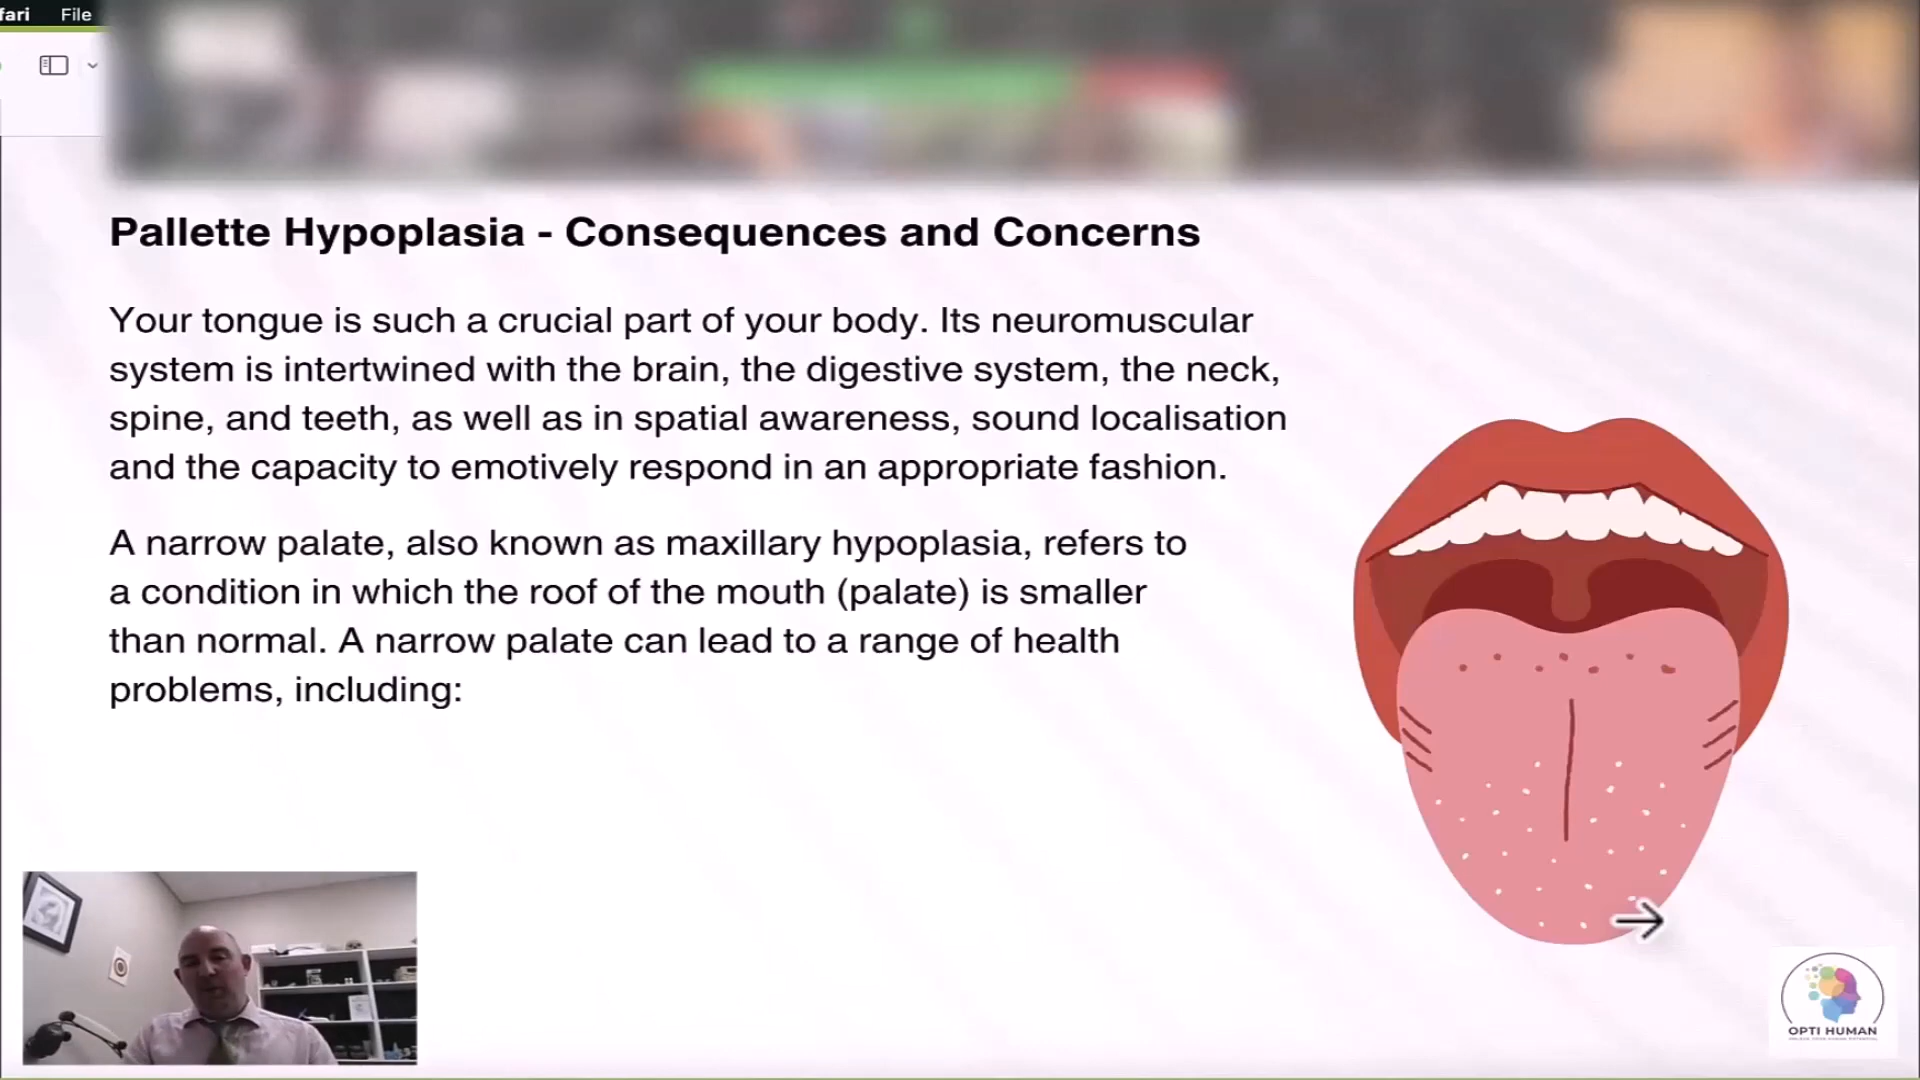 fari File
Pallette Hypoplasia - Consequences and Concerns
Your tongue is such a crucial part of your body. Its neuromuscular
system is intertwined with the brain, the digestive system, the neck,
spine, and teeth, as well as in spatial awareness, sound localisation
and the capacity to emotively respond in an appropriate fashion.
A narrow palate, also known as maxillary hypoplasia, refers to
a condition in which the roof of the mouth (palate) is smaller
than normal. A narrow palate can lead to a range of health
problems, including:
OPTI HUMAN